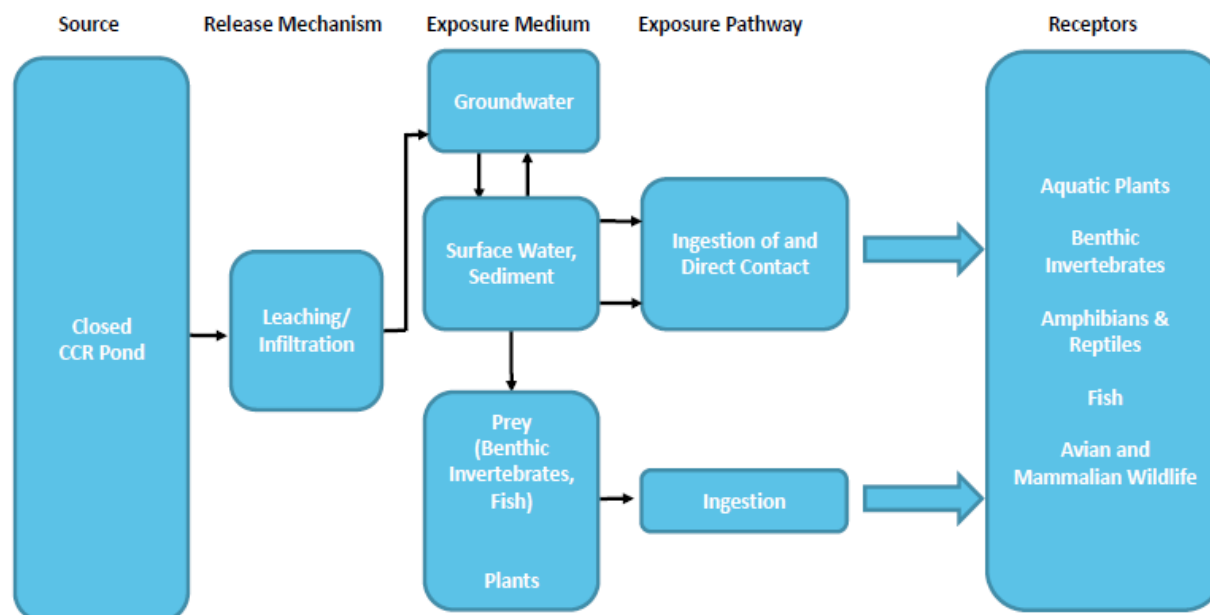 Source
Release Mechanism
Exposure Medium
Exposure Pathway
Receptors
Closed
CCR Pond
Leaching/
Infiltration
Groundwater
Surface Water,
Sediment
Prey
(Benthic
Invertebrates,
Fish)
Plants
Ingestion of and
Direct Contact
Ingestion
Aquatic Plants
Benthic
Invertebrates
Amphibians &
Reptiles
Fish
Avian and
Mammalian Wildlife